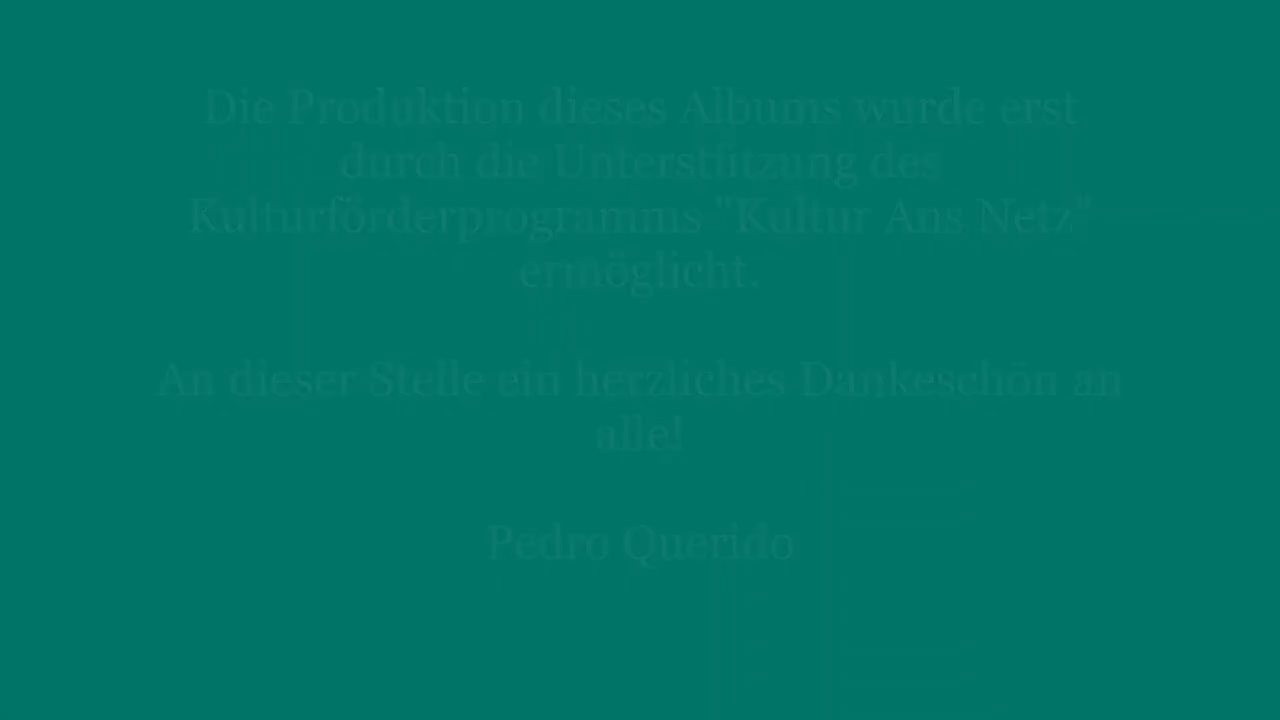 Die Produktion dieses Albums wurde erst
durch die Unterstützung des
Kulturförderprogramms "Kultur Ans Netz"
ermöglicht.
An dieser Stelle ein herzliches Dankeschön an
alle!
Pedro Querido